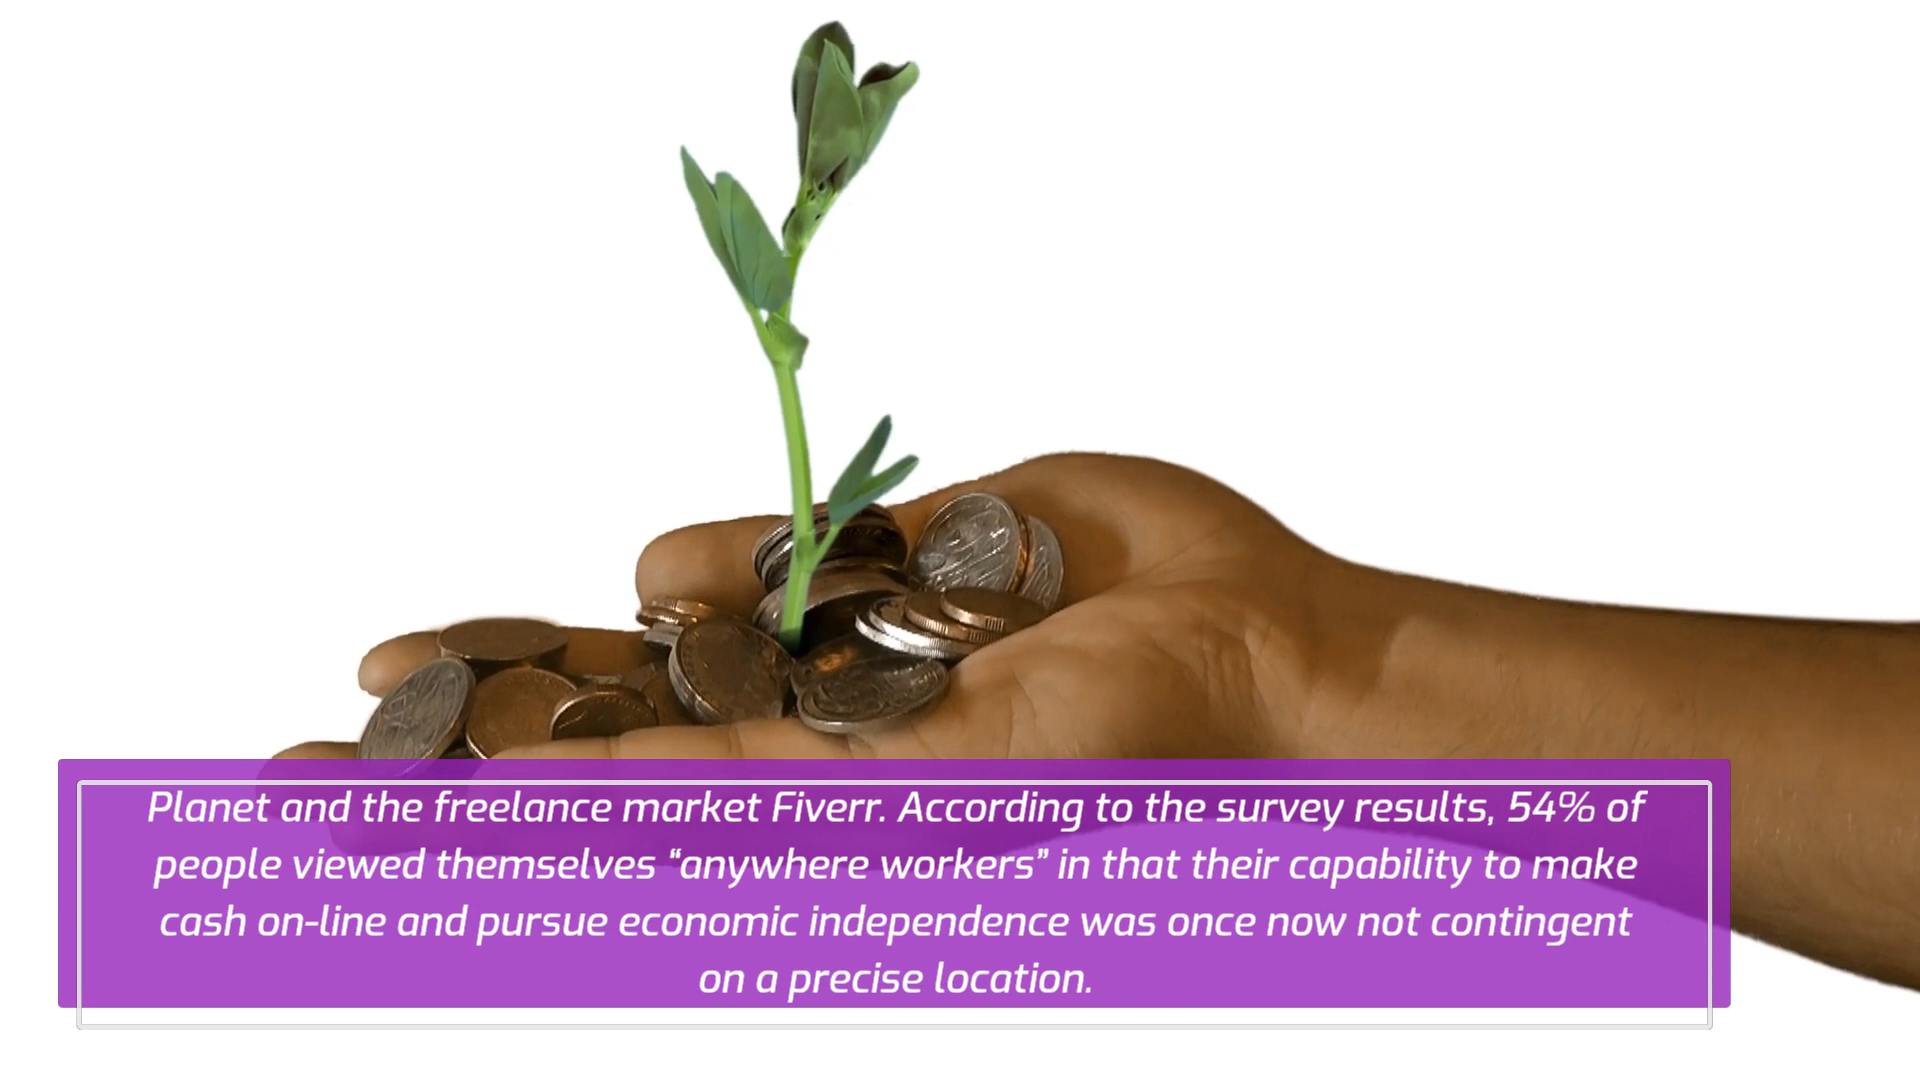 Planet and the freelance market Fiverr. According to the survey results, 54% of
people viewed themselves “anywhere workers” in that their capability to make
cash on-line and pursue economic independence was once now not contingent
on a precise location.